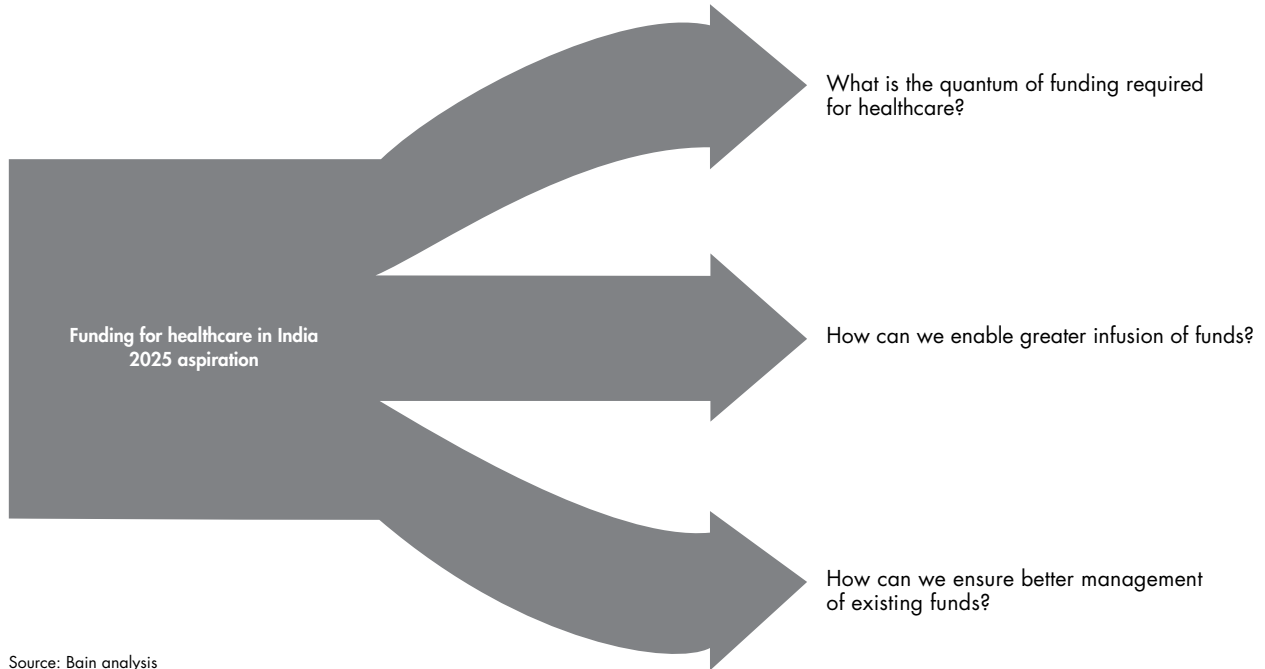 What is the quantum of funding required
for healthcare?
Funding for healthcare in India
2025 aspiration
How can we enable greater infusion of funds?
How can we ensure better management
of existing funds?
Source: Bain analysis